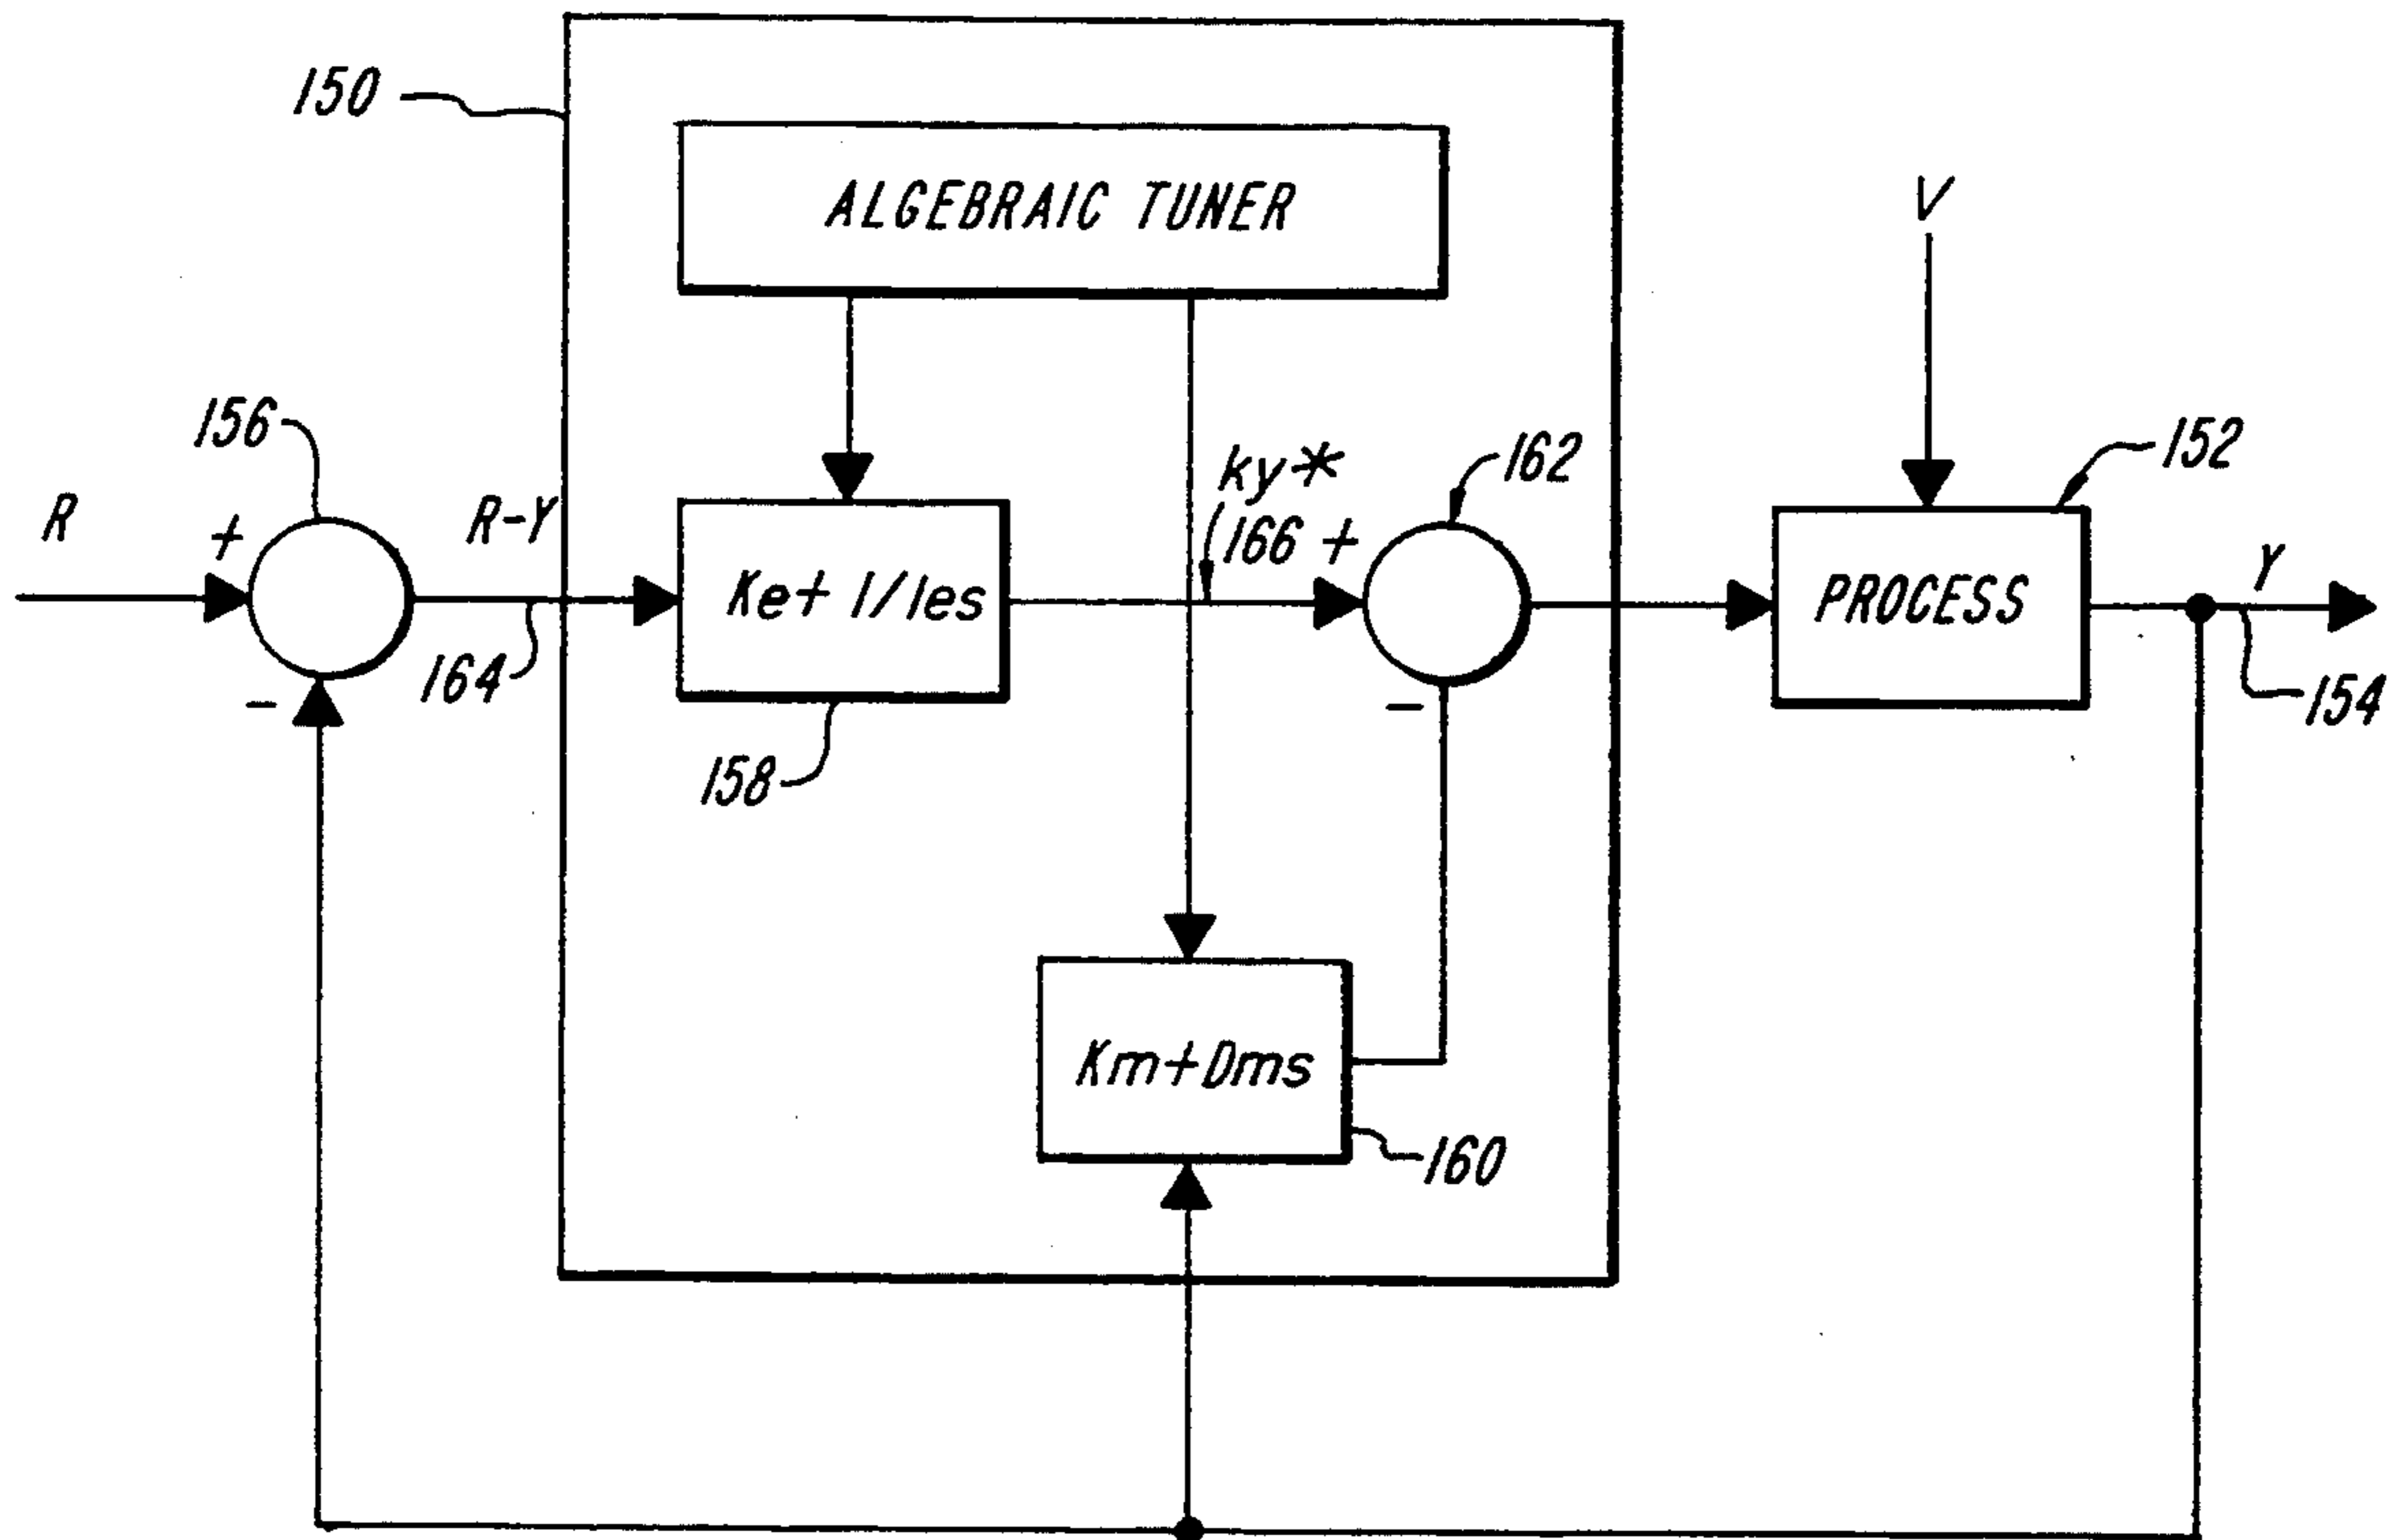 150
ALGEBRAIC TUNER
V
156
ky*
162
152
R
+
R-Y
166 +
Ke+ 1/Ies
PROCESS
Y
-
164
-
154
158
Km+Dms
160